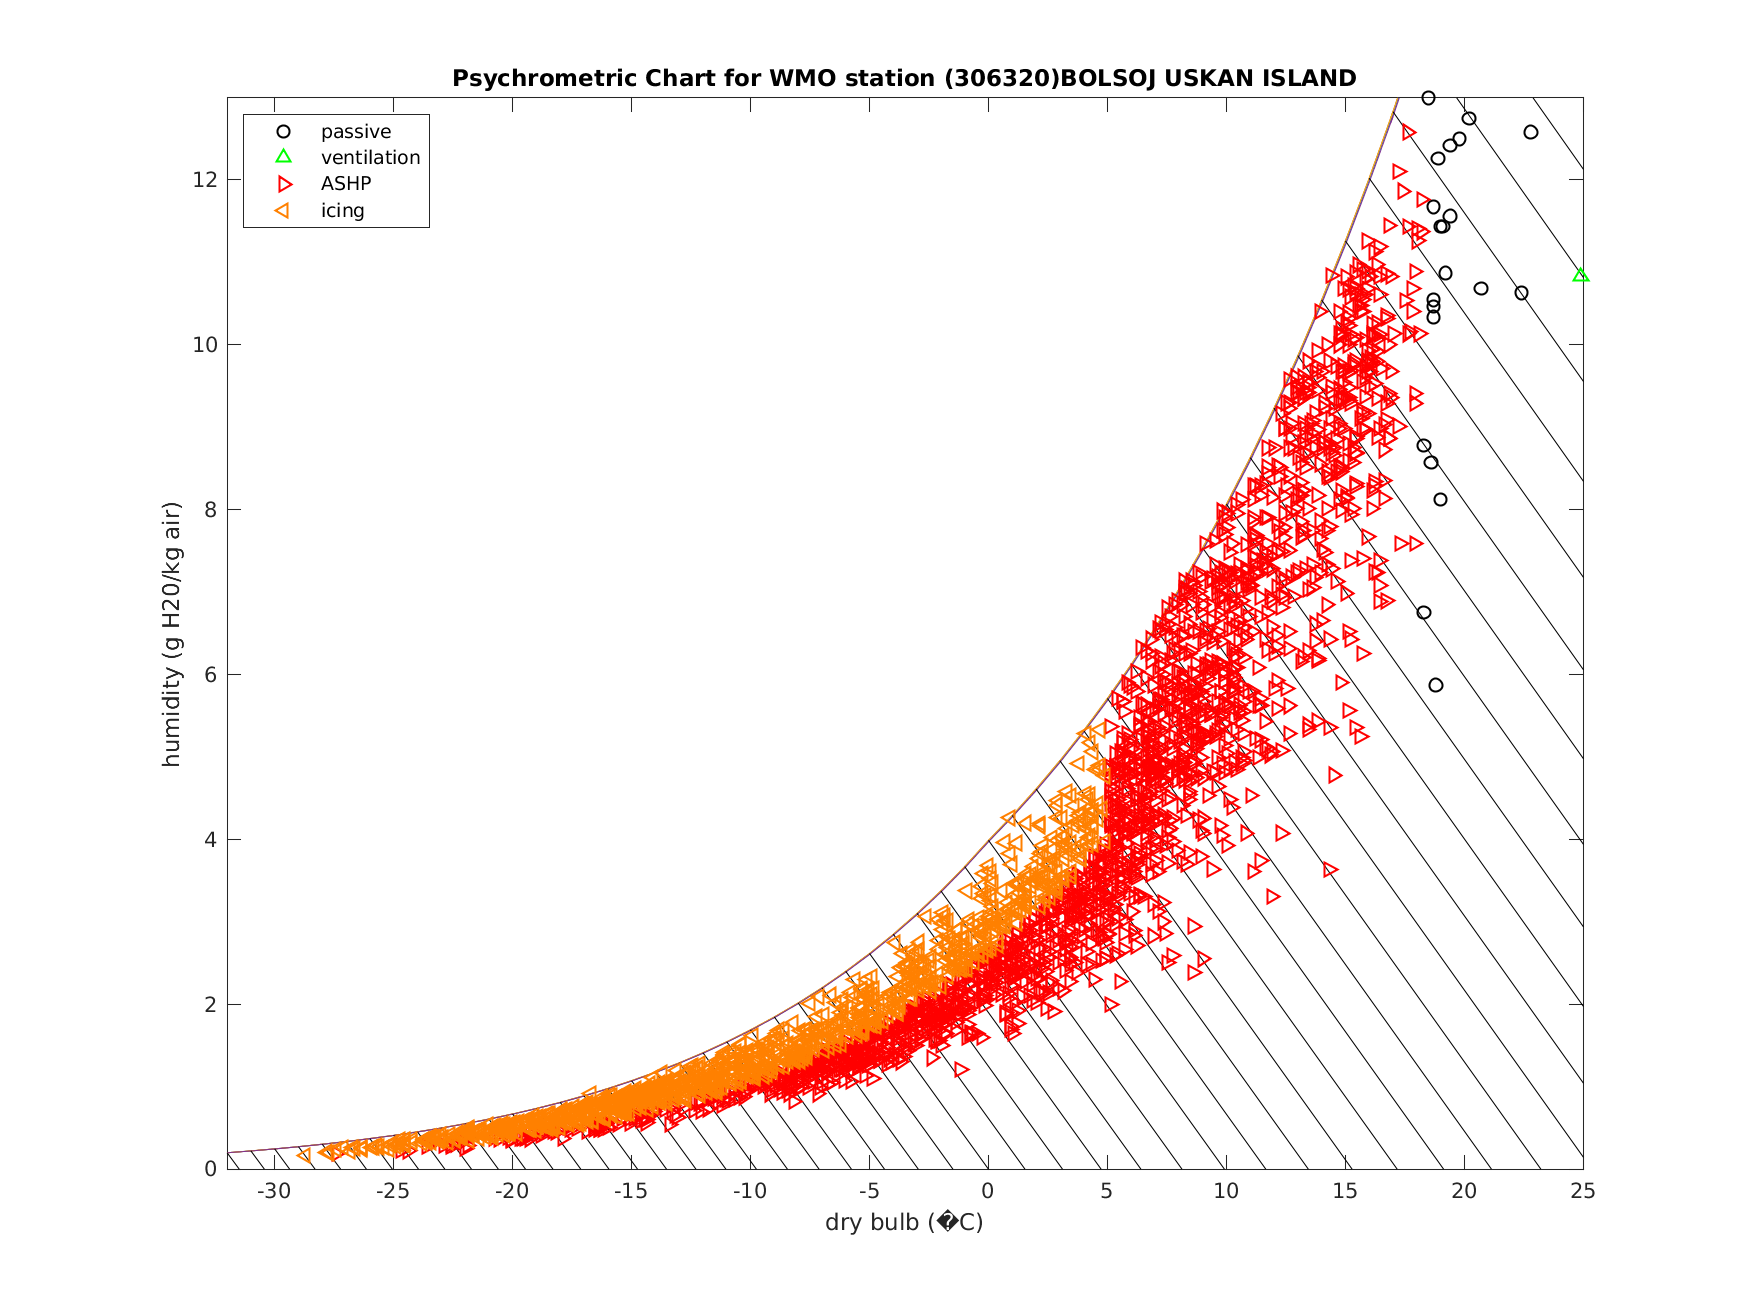 Psychrometric Chart for WMO station (306320)BOLSOJ USKAN ISLAND
passive
ventilation
ASHP
icing
12
10
8
6
4
2
0
humidity (g H20/kg air)
-30 -25 -20 -15 -10 -5 0 5 10 15 20 25
dry bulb (�C)